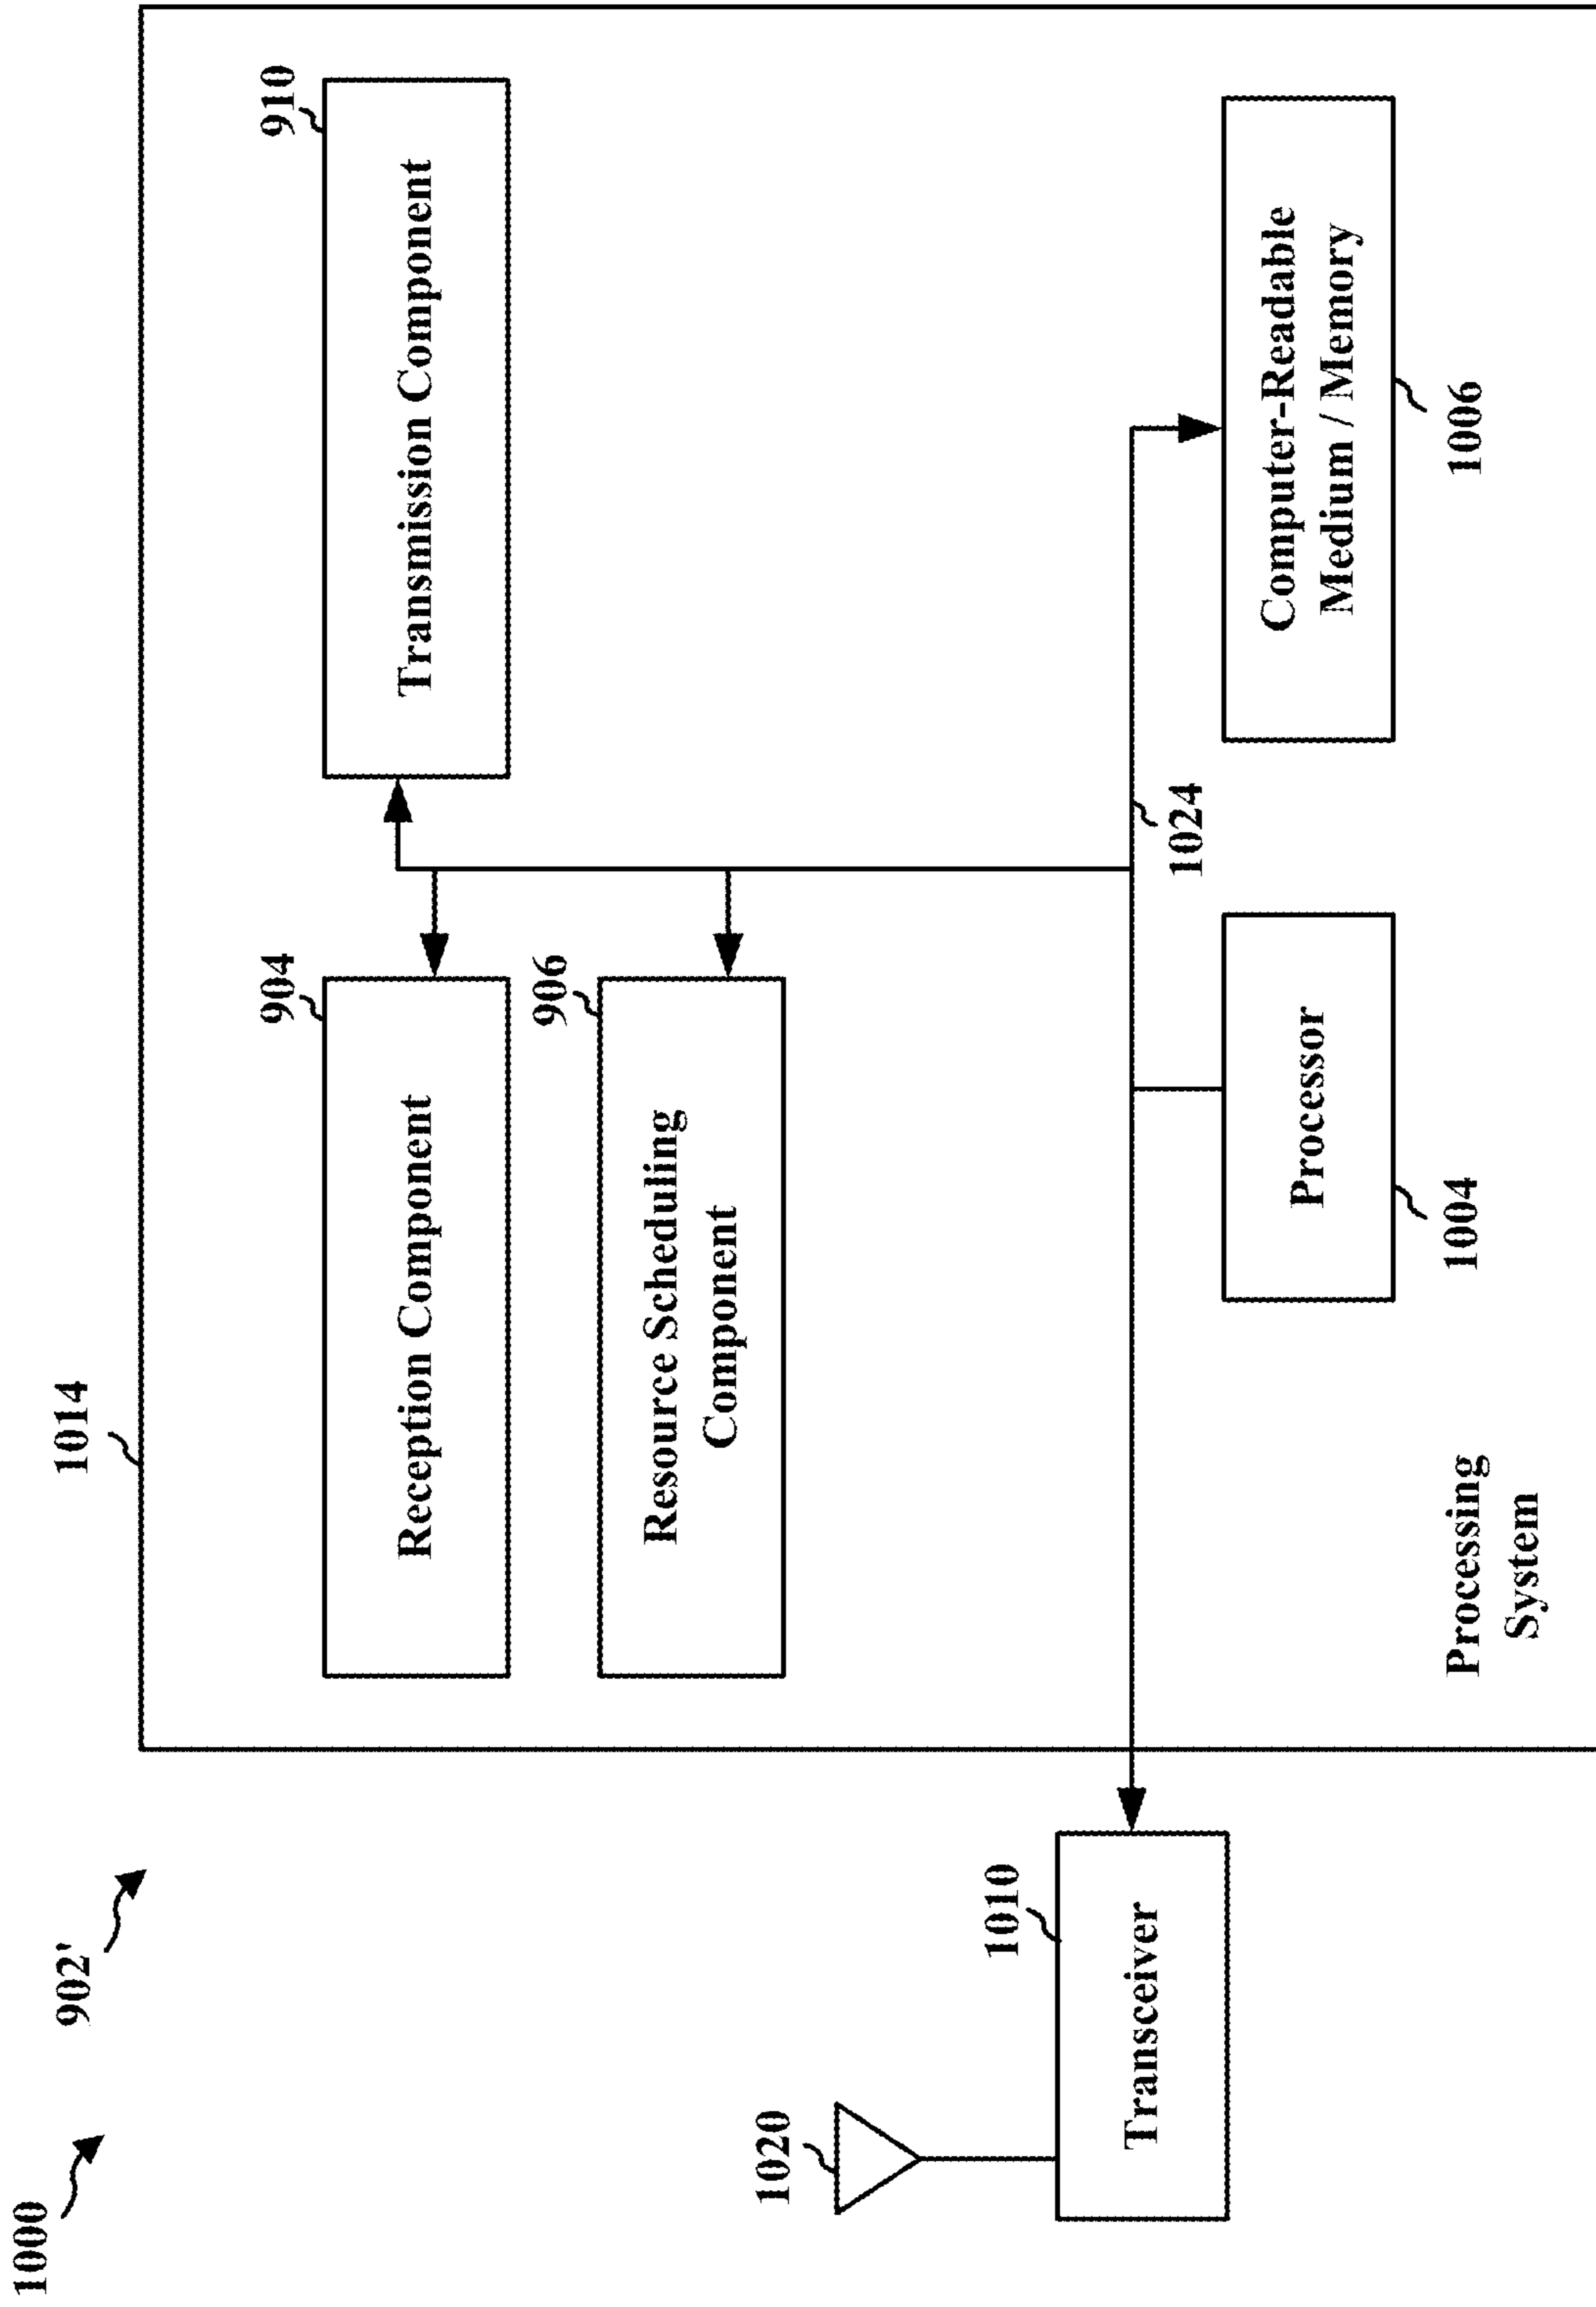 1000
902'
1014
904
910
Reception Component
Transmission Component
906
Resource Scheduling
Component
1020
1010
Transceiver
1024
Processor
Computer-Readable
Medium / Memory
1004
1006
Processing
System